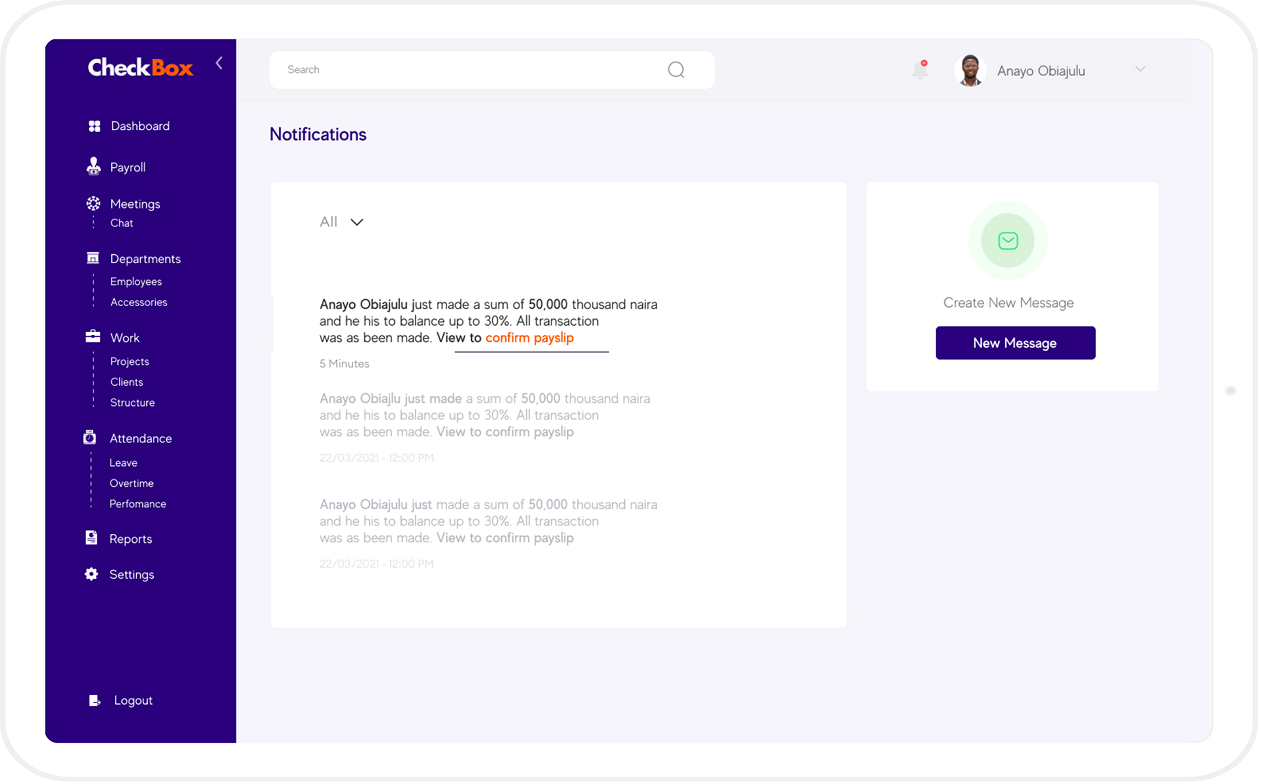 CheckBox
Search
Anayo Obiajulu
Dashboard
Payroll
Meetings
Chat
Departments
Employees
Accessories
Work
Projects
Clients
Structure
Attendance
Leave
Overtime
Perfomance
Reports
Settings
Logout
Notifications
All
Anayo Obiajulu just made a sum of 50,000 thousand naira
and he his to balance up to 30%. All transaction
was as been made. View to confirm payslip
5 Minutes
Anayo Obiajlu just made a sum of 50,000 thousand naira
and he his to balance up to 30%. All transaction
was as been made. View to confirm payslip
22/03/2021 - 12:00 PM
Anayo Obiajulu just made a sum of 50,000 thousand naira
and he his to balance up to 30%. All transaction
was as been made. View to confirm payslip
22/03/2021 - 12:00 PM
Create New Message
New Message